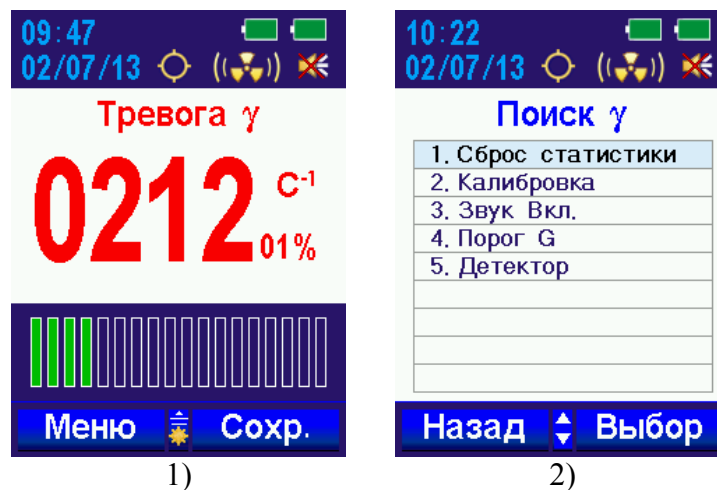 09:47
02/07/13
Тревога γ
0212 С-1
01%
Меню Сохр.
1)
10:22
02/07/13
Поиск γ
1. Сброс статистики
2. Калибровка
3. Звук Вкл.
4. Порог G
5. Детектор
Назад Выбор
2)